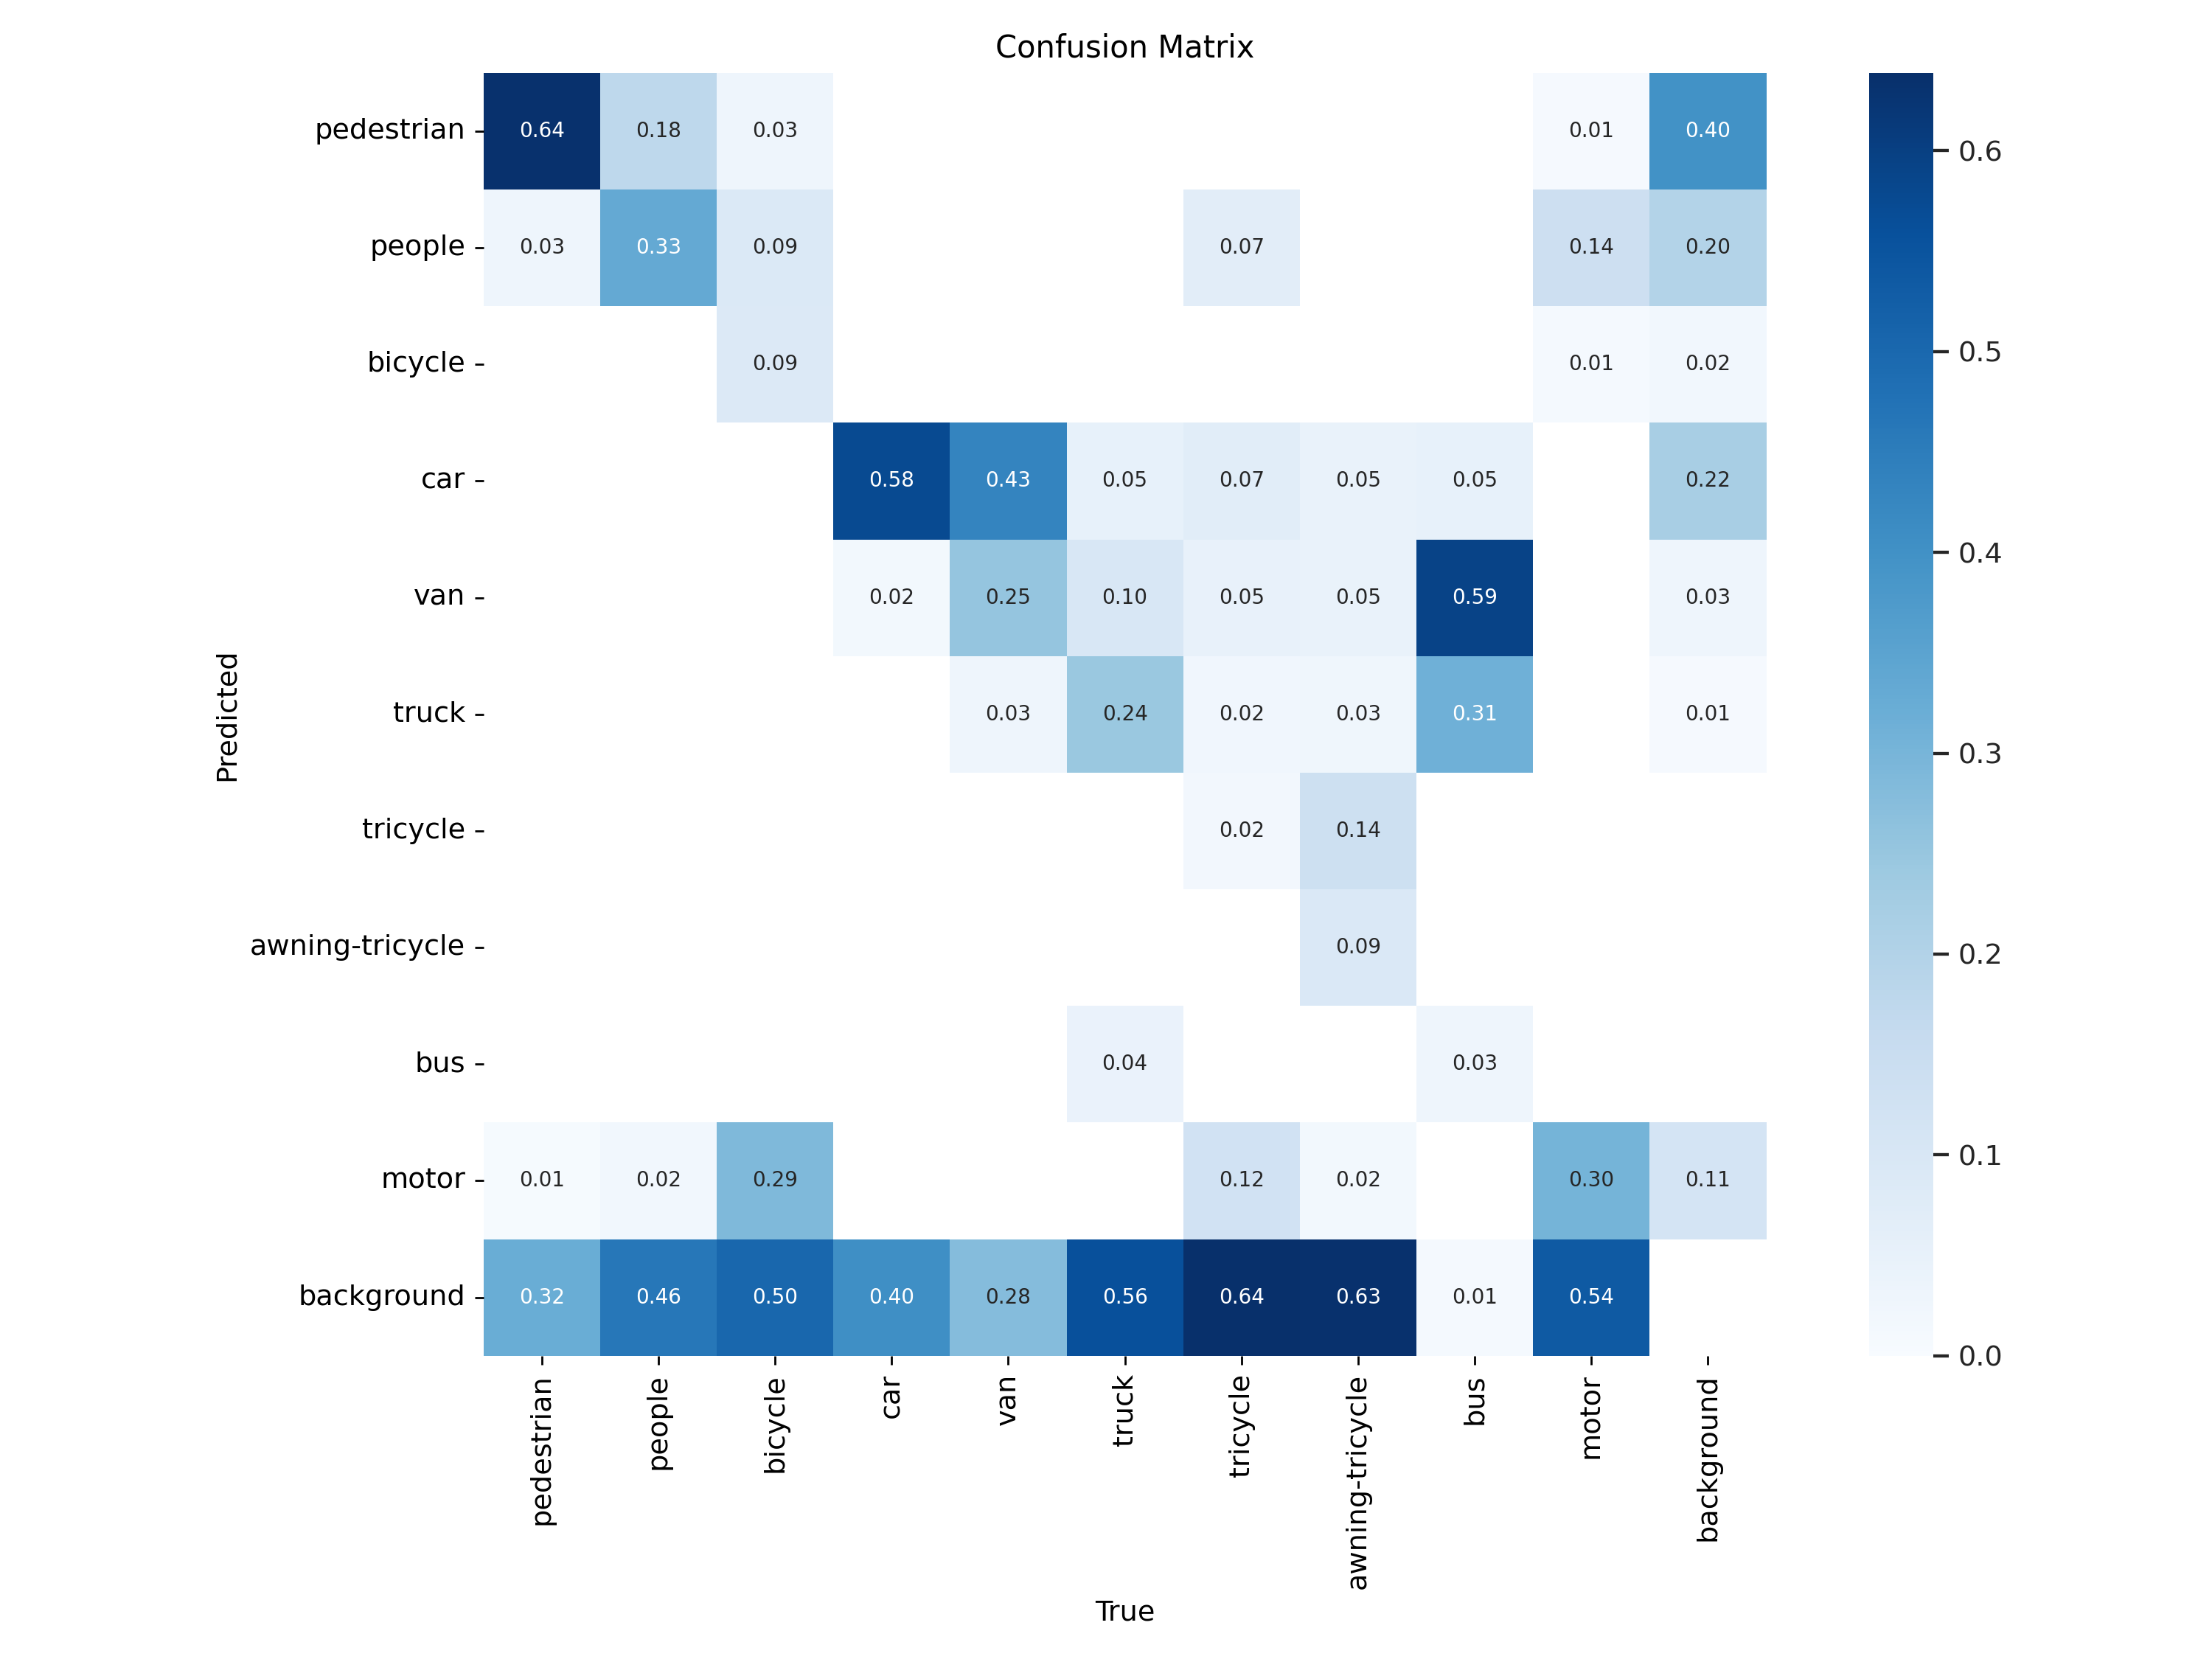 Confusion Matrix
pedestrian 0.64 0.18 0.03 0.01 0.40
people 0.03 0.33 0.09 0.07 0.14 0.20
bicycle 0.09 0.01 0.02
car 0.58 0.43 0.05 0.07 0.05 0.05 0.22
van 0.02 0.25 0.10 0.05 0.05 0.59 0.03
truck 0.03 0.24 0.02 0.03 0.31 0.01
tricycle 0.02 0.14
awning-tricycle 0.09
bus 0.04 0.03
motor 0.01 0.02 0.29 0.12 0.02 0.30 0.11
background 0.32 0.46 0.50 0.40 0.28 0.56 0.64 0.63 0.01 0.54
Predicted
pedestrian
people
bicycle
car
van
truck
tricycle
awning-tricycle
bus
motor
background
True
0.6
0.5
0.4
0.3
0.2
0.1
0.0